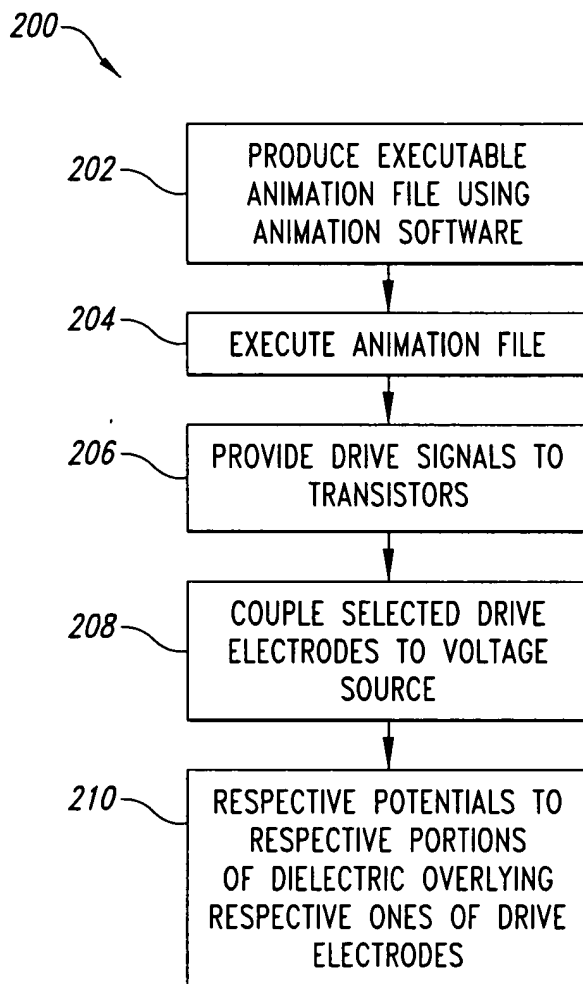 200
202
PRODUCE EXECUTABLE
ANIMATION FILE USING
ANIMATION SOFTWARE
204
EXECUTE ANIMATION FILE
206
PROVIDE DRIVE SIGNALS TO
TRANSISTORS
208
COUPLE SELECTED DRIVE
ELECTRODES TO VOLTAGE
SOURCE
210
RESPECTIVE POTENTIALS TO
RESPECTIVE PORTIONS
OF DIELECTRIC OVERLYING
RESPECTIVE ONES OF DRIVE
ELECTRODES